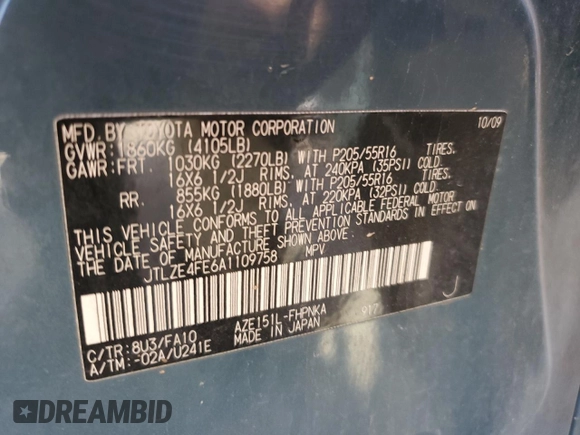 MFD. BY TOYOTA MOTOR CORPORATION 10/09
GVWR: 1860KG (4105LB)
GAWR: FRT. 1030KG (2270LB) WITH P205/55R16 TIRES.
16X6 1/2J RIMS, AT 240KPA (35PSI) COLD.
RR. 855KG (1880LB) WITH P205/55R16 TIRES.
16X6 1/2J RIMS, AT 220KPA (32PSI) COLD.
THIS VEHICLE CONFORMS TO ALL APPLICABLE FEDERAL MOTOR
VEHICLE SAFETY AND THEFT PREVENTION STANDARDS IN EFFECT ON
THE DATE OF MANUFACTURE SHOWN ABOVE.
JTLZE4FE6A1109758 MPV
C/TR: 8U3/FA10 AZE151L-FHPNKA 917
A/TM: -02A/U241E MADE IN JAPAN
J
DREAMBID